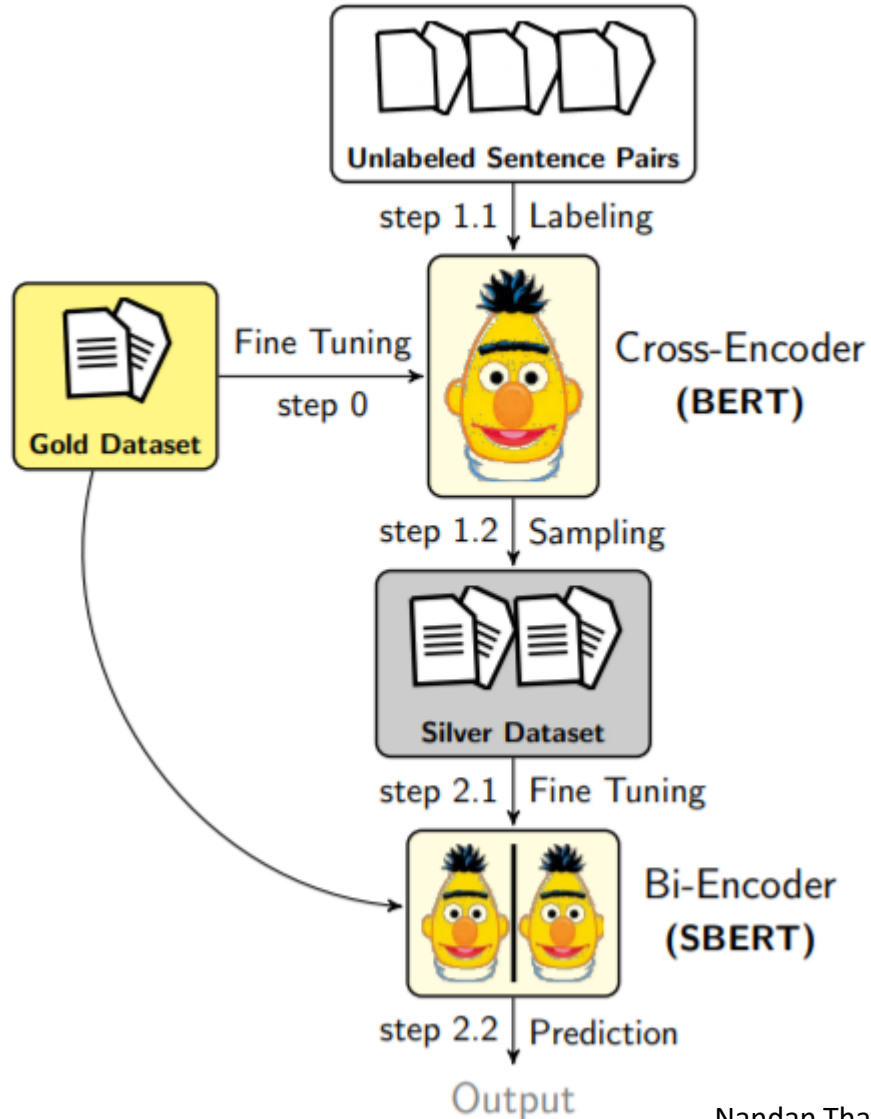 Unlabeled Sentence Pairs
step 1.1 Labeling
Fine Tuning
step 0
Gold Dataset
Cross-Encoder
(BERT)
step 1.2 Sampling
Silver Dataset
step 2.1 Fine Tuning
Bi-Encoder
(SBERT)
step 2.2 Prediction
Output
Nandan